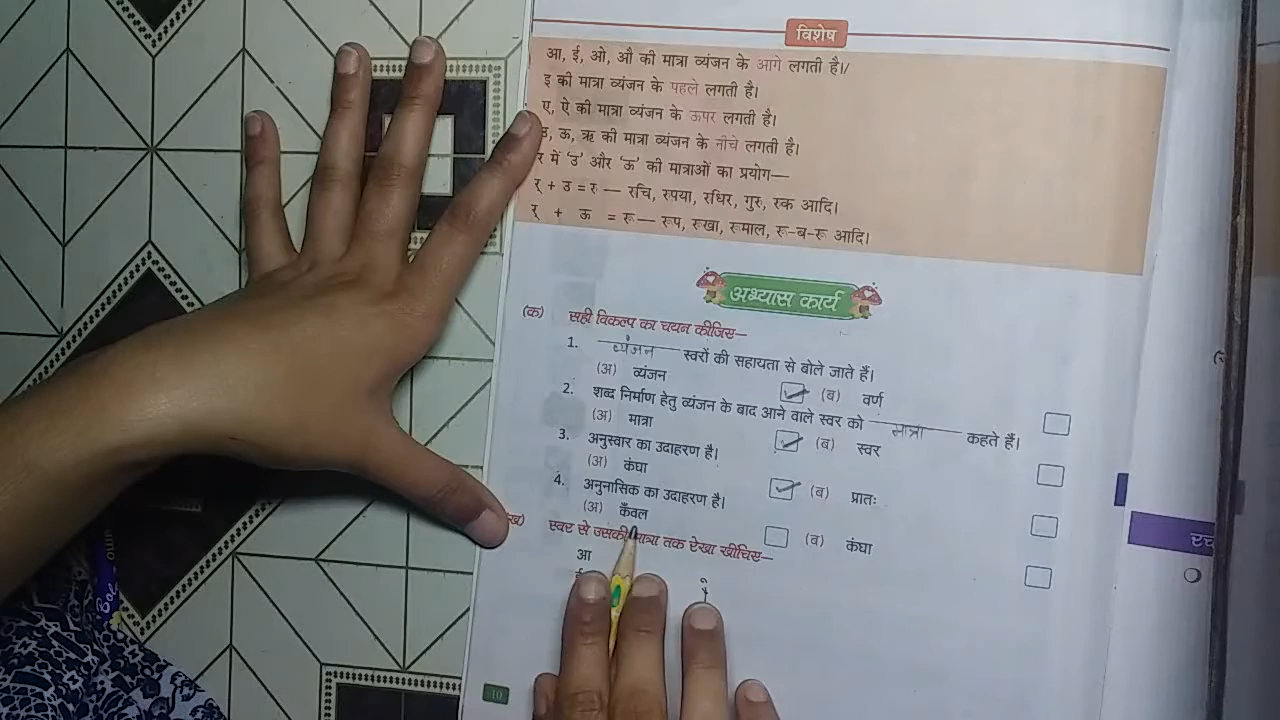 विशेष
आ, ई, ओ, औ की मात्रा व्यंजन के आगे लगती है।
इ की मात्रा व्यंजन के पहले लगती है।
ए, ऐ की मात्रा व्यंजन के ऊपर लगती है।
उ, ऊ, ऋ की मात्रा व्यंजन के नीचे लगती है।
र में 'उ' और 'ऊ' की मात्राओं का प्रयोग—
र् + उ = रु — रुचि, रुपया, रुधिर, गुरु, रुक आदि।
र् + ऊ = रू— रूप, रूखा, रूमाल, रू-ब-रू आदि।
अभ्यास कार्य
(क) सही विकल्प का चयन कीजिए—
1. व्यंजन स्वरों की सहायता से बोले जाते हैं।
(अ) व्यंजन (ब) वर्ण
2. शब्द निर्माण हेतु व्यंजन के बाद आने वाले स्वर को मात्रा कहते हैं।
(अ) मात्रा (ब) स्वर
3. अनुस्वार का उदाहरण है।
(अ) कंघा (ब) प्रातः
4. अनुनासिक का उदाहरण है।
(अ) कँवल (ब) कंघा
ख) स्वर से उसकी मात्रा तक रेखा खींचिए—
आ
10